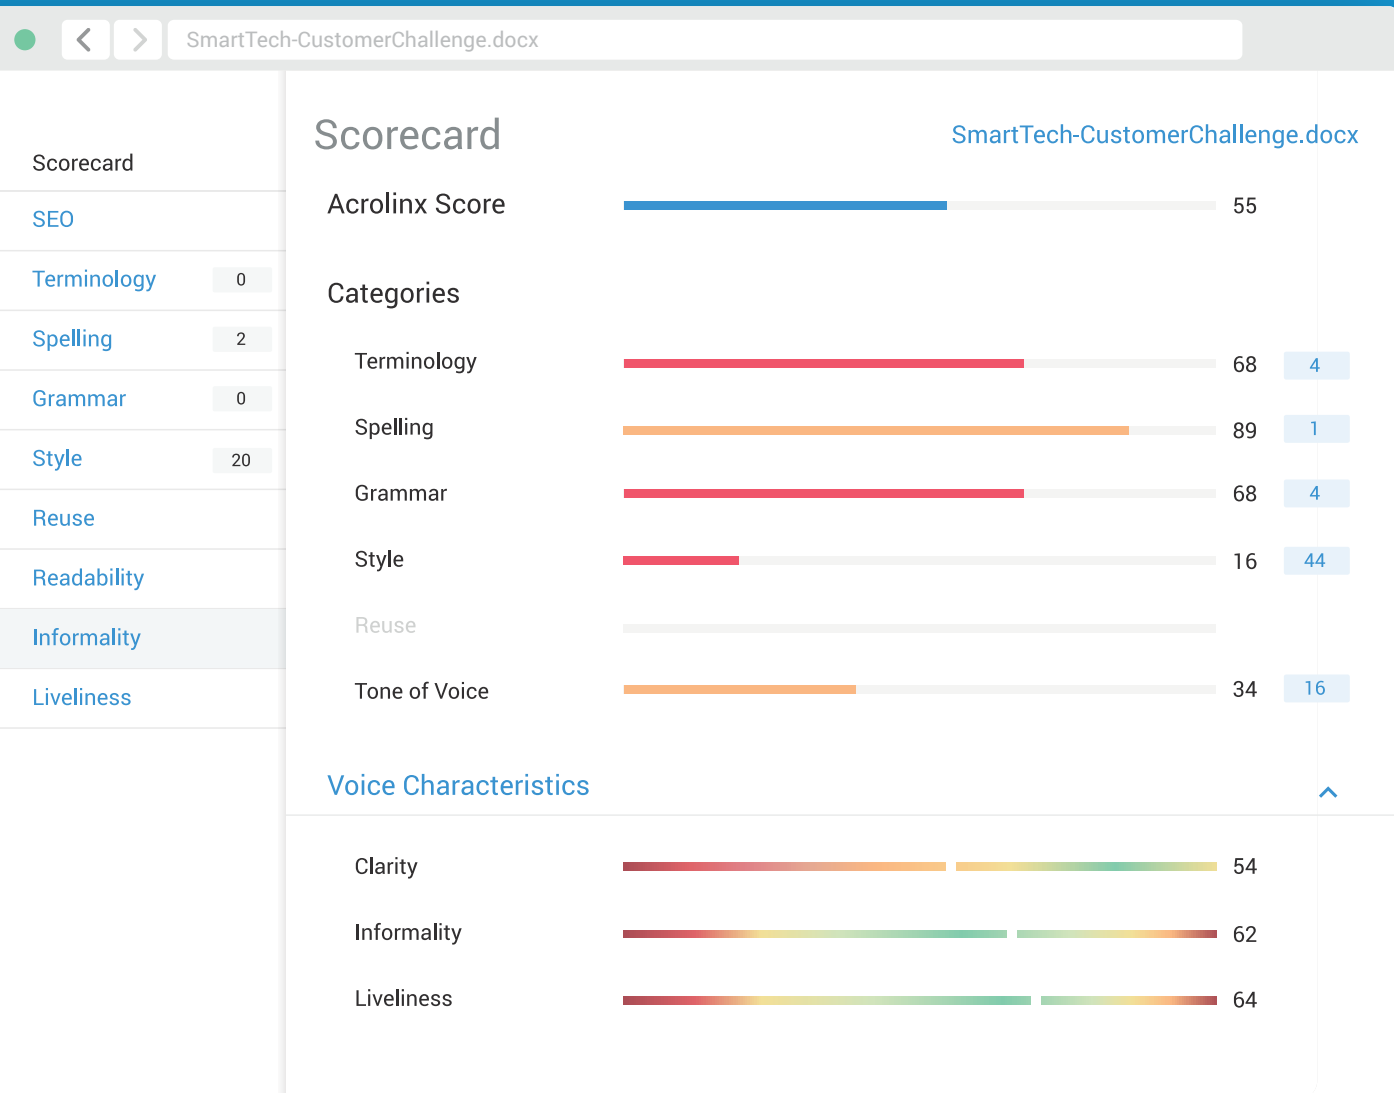 SmartTech-CustomerChallenge.docx
Scorecard
SEO
Terminology 0
Spelling 2
Grammar 0
Style 20
Reuse
Readability
Informality
Liveliness
Scorecard SmartTech-CustomerChallenge.docx
Acrolinx Score 55
Categories
Terminology 68 4
Spelling 89 1
Grammar 68 4
Style 16 44
Reuse
Tone of Voice 34 16
Voice Characteristics
Clarity 54
Informality 62
Liveliness 64